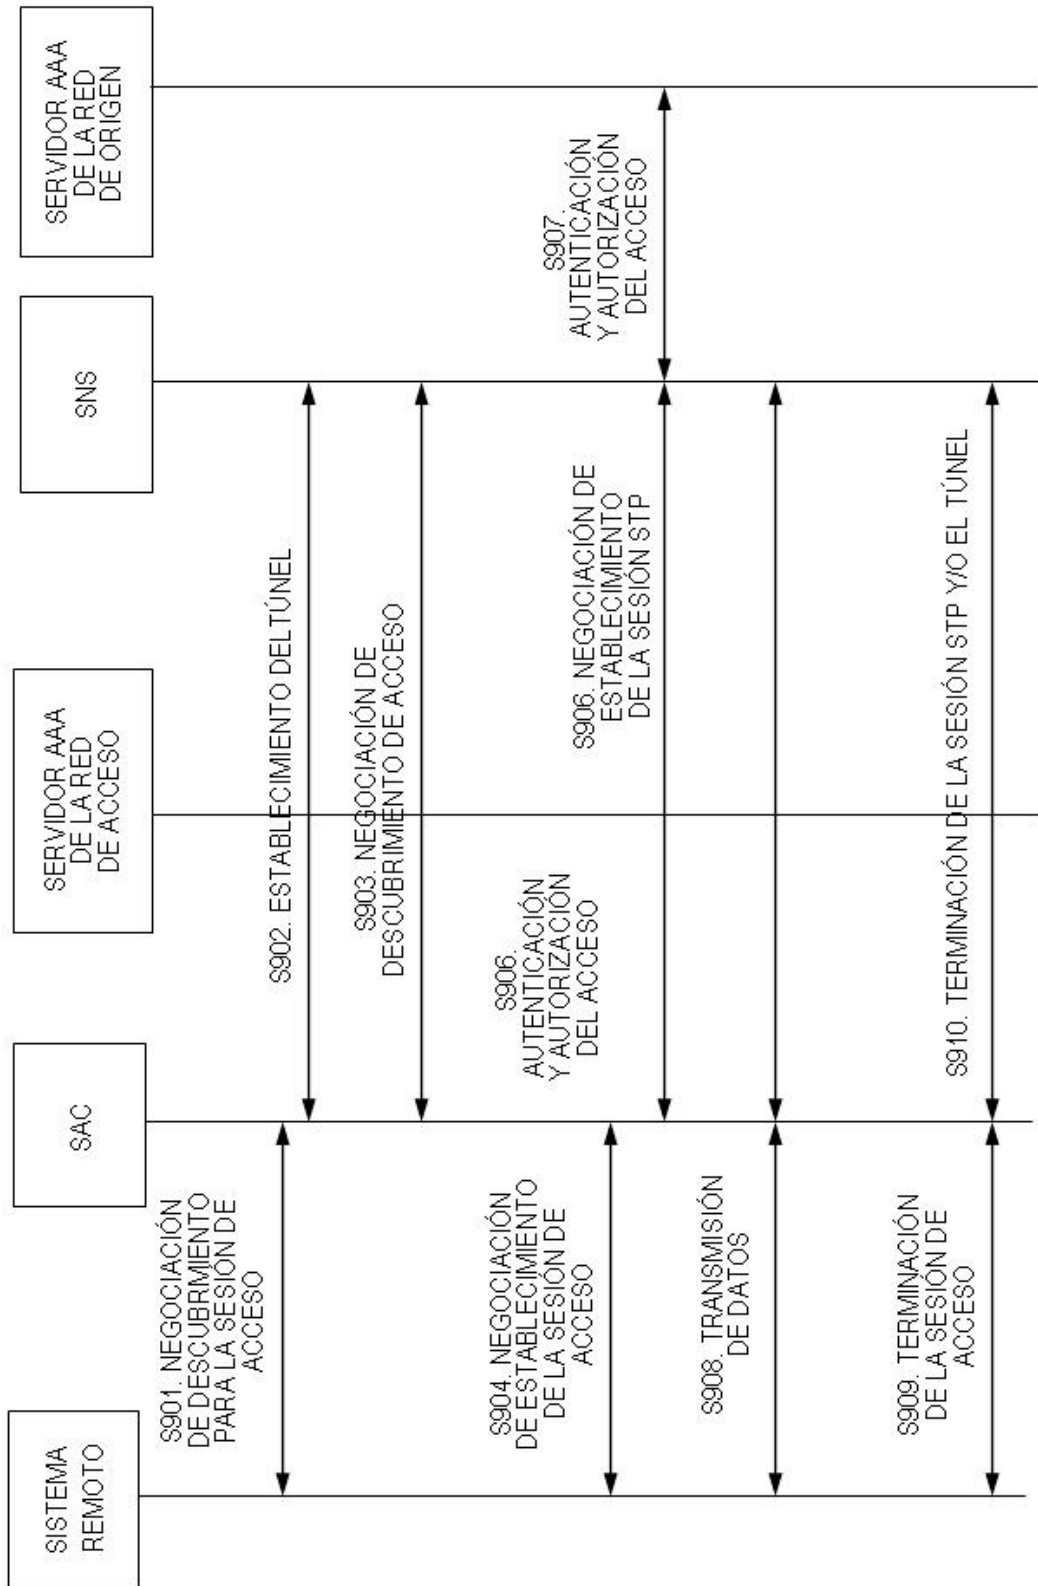 SISTEMA
REMOTO
SAC
SERVIDOR AAA
DE LA RED
DE ACCESO
SNS
SERVIDOR AAA
DE LA RED
DE ORIGEN
S901. NEGOCIACIÓN
DE DESCUBRMIENTO
PARA LA SESIÓN DE
ACCESO
S902. ESTABLECIMIENTO DEL TÚNEL
S903. NEGOCIACIÓN DE
DESCUBRIMIENTO DE ACCESO
S904. NEGOCIACIÓN
DE ESTABLECIMIENTO
DE LA SESIÓN DE
ACCESO
S906.
AUTENTICACIÓN
Y AUTORIZACIÓN
DEL ACCESO
S906. NEGOCIACIÓN DE
ESTABLECIMIENTO
DE LA SESIÓN STP
S907.
AUTENTICACIÓN
Y AUTORIZACIÓN
DEL ACCESO
S908. TRANSMISIÓN
DE DATOS
S909. TERMINACIÓN
DE LA SESIÓN DE
ACCESO
S910. TERMINACIÓN DE LA SESIÓN STP Y/O EL TÚNEL